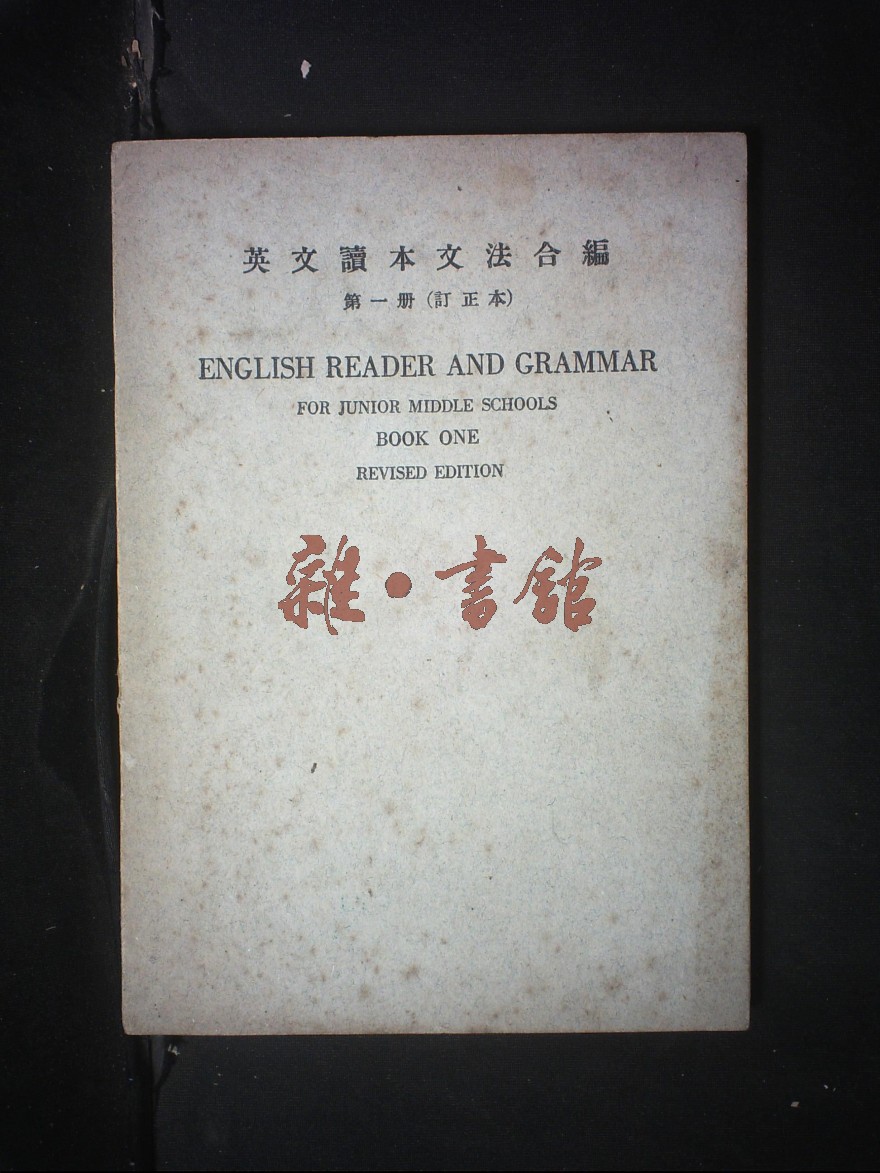 英文讀本文法合編
第一册(訂正本)
ENGLISH READER AND GRAMMAR
FOR JUNIOR MIDDLE SCHOOLS
BOOK ONE
REVISED EDITION
雜·書館